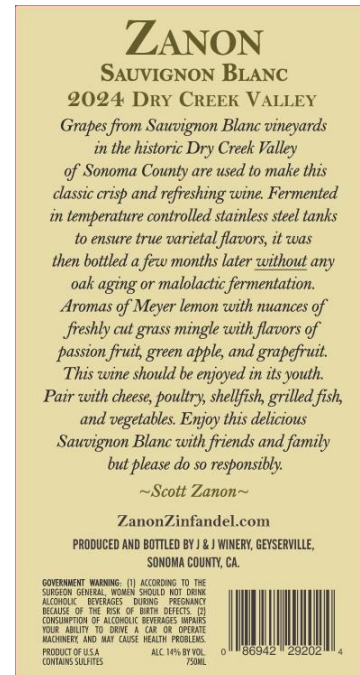 ZANON
SAUVIGNON BLANC
2024 DRY CREEK VALLEY
Grapes from Sauvignon Blanc vineyards
in the historic Dry Creek Valley
of Sonoma County are used to make this
classic crisp and refreshing wine. Fermented
in temperature controlled stainless steel tanks
to ensure true varietal flavors, it was
then bottled a few months later without any
oak aging or malolactic fermentation.
Aromas of Meyer lemon with nuances of
freshly cut grass mingle with flavors of
passion fruit, green apple, and grapefruit.
This wine should be enjoyed in its youth.
Pair with cheese, poultry, shellfish, grilled fish,
and vegetables. Enjoy this delicious
Sauvignon Blanc with friends and family
but please do so responsibly.
~Scott Zanon~
ZanonZinfandel.com
PRODUCED AND BOTTLED BY J & J WINERY, GEYSERVILLE,
SONOMA COUNTY, CA.
GOVERNMENT WARNING: (1) ACCORDING TO THE
SURGEON GENERAL, WOMEN SHOULD NOT DRINK
ALCOHOLIC BEVERAGES DURING PREGNANCY
BECAUSE OF THE RISK OF BIRTH DEFECTS. (2)
CONSUMPTION OF ALCOHOLIC BEVERAGES IMPAIRS
YOUR ABILITY TO DRIVE A CAR OR OPERATE
MACHINERY, AND MAY CAUSE HEALTH PROBLEMS.
PRODUCT OF U.S.A ALC. 14% BY VOL.
CONTAINS SULFITES 750ML
0 86942 29202 4